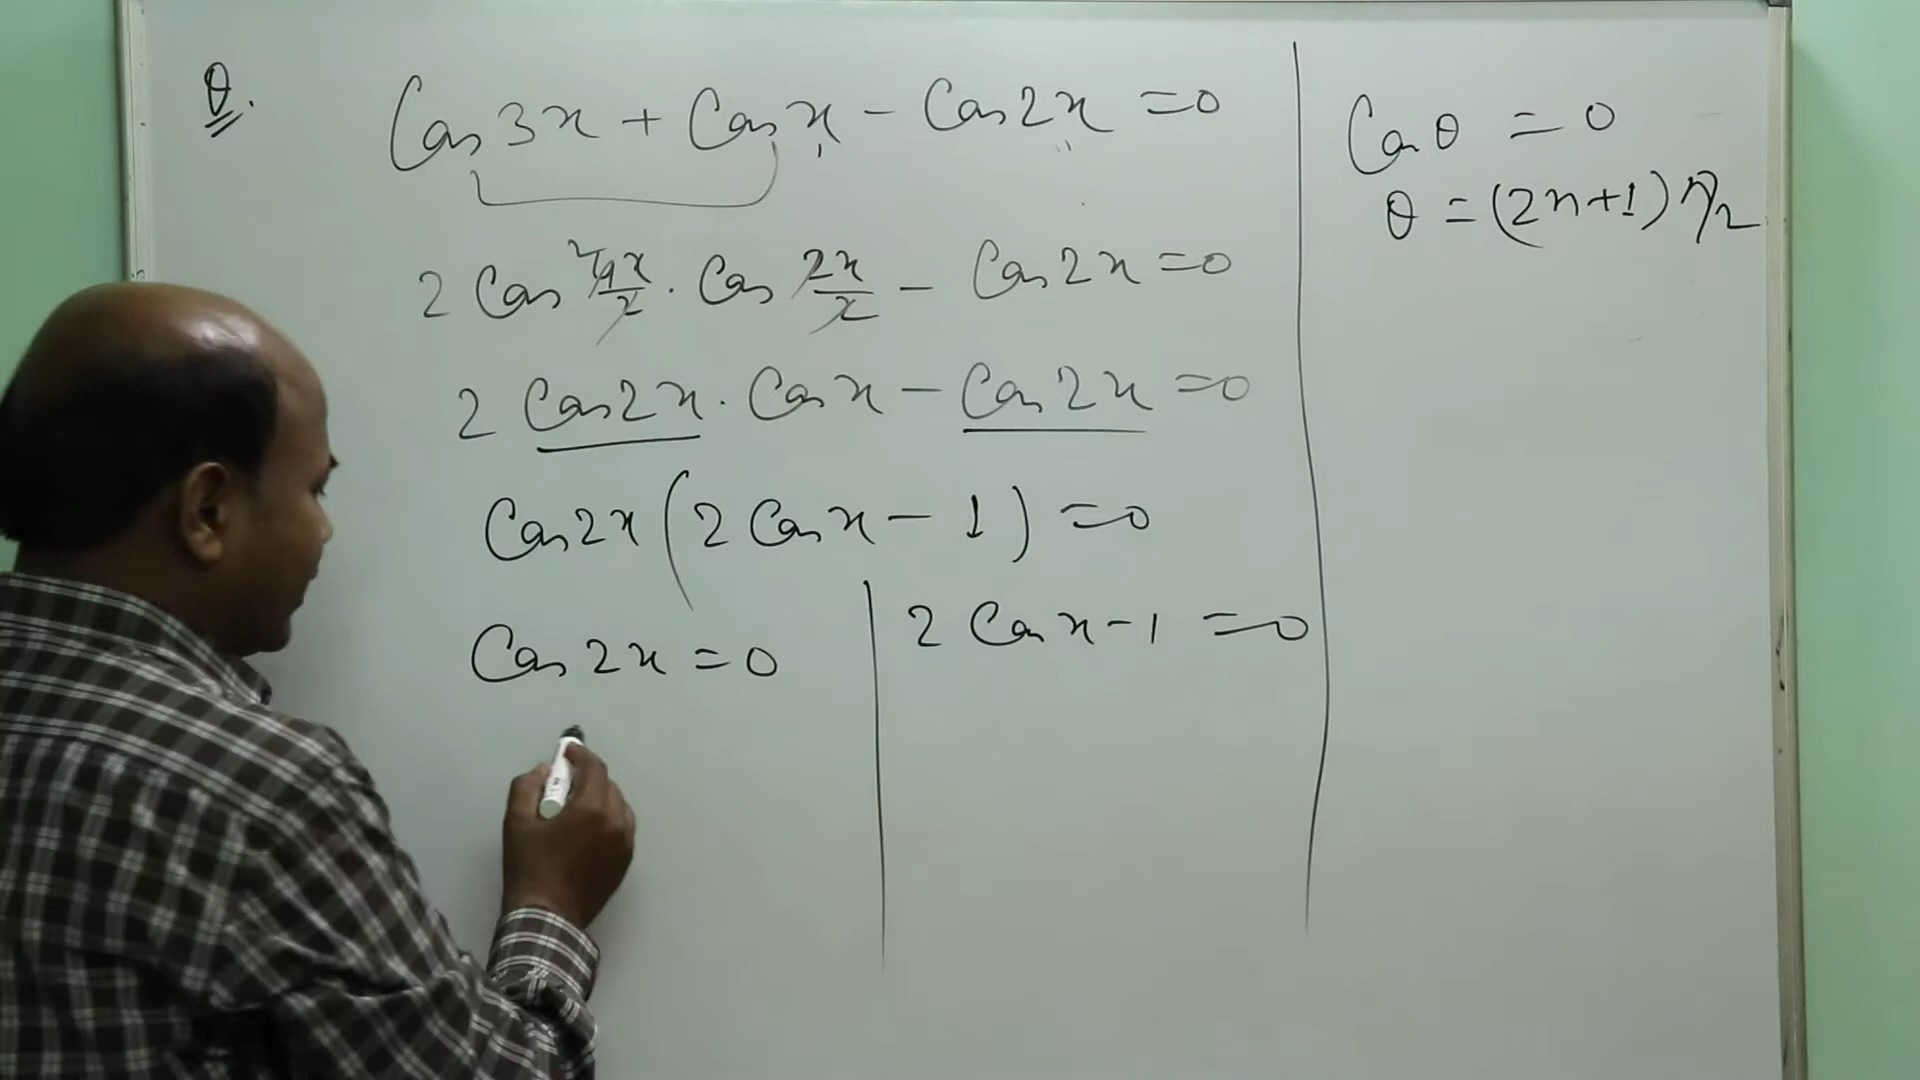 Q.
Cos3x + Cosx - Cos2x = 0
2 Cos 4x/2 . Cos 2x/2 - Cos2x = 0
2 Cos2x . Cosx - Cos2x = 0
Cos2x (2 Cosx - 1) = 0
Cos2x = 0
2 Cosx - 1 = 0
Cosθ = 0
θ = (2n+1) π/2